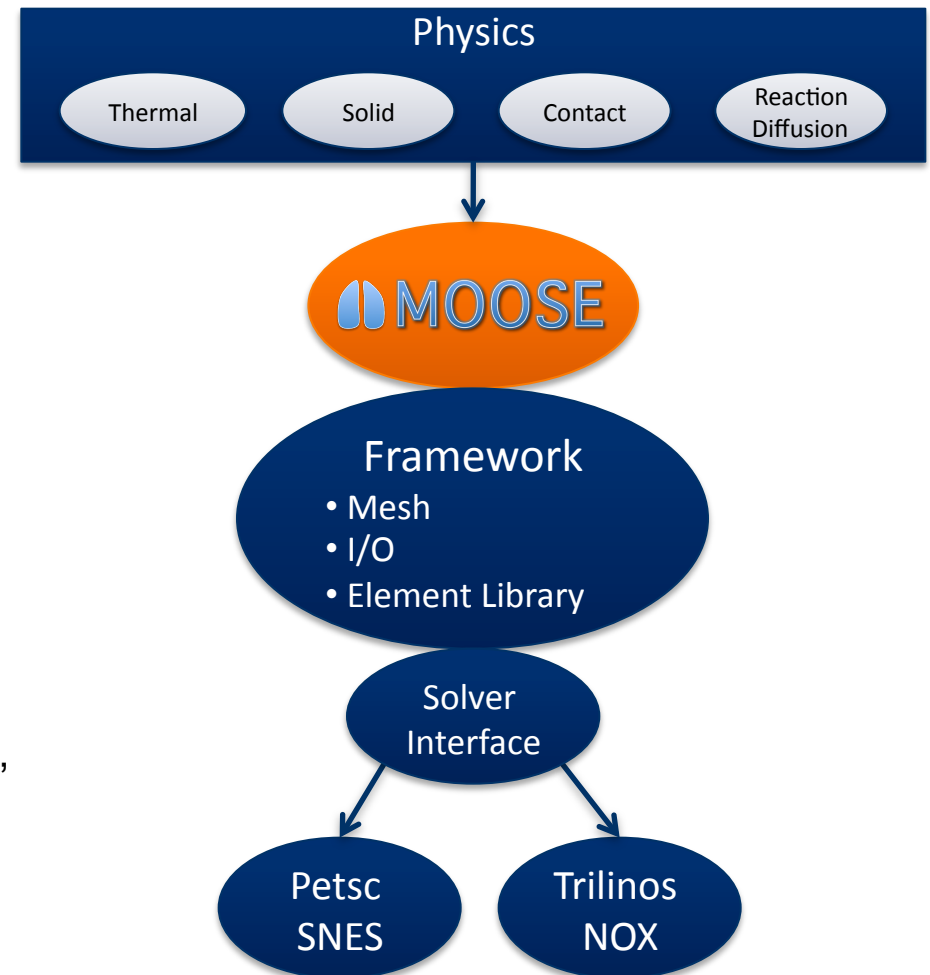 Physics
Thermal
Solid
Contact
Reaction
Diffusion
MOOSE
Framework
• Mesh
• I/O
• Element Library
Solver
Interface
,
Petsc
SNES
Trilinos
NOX